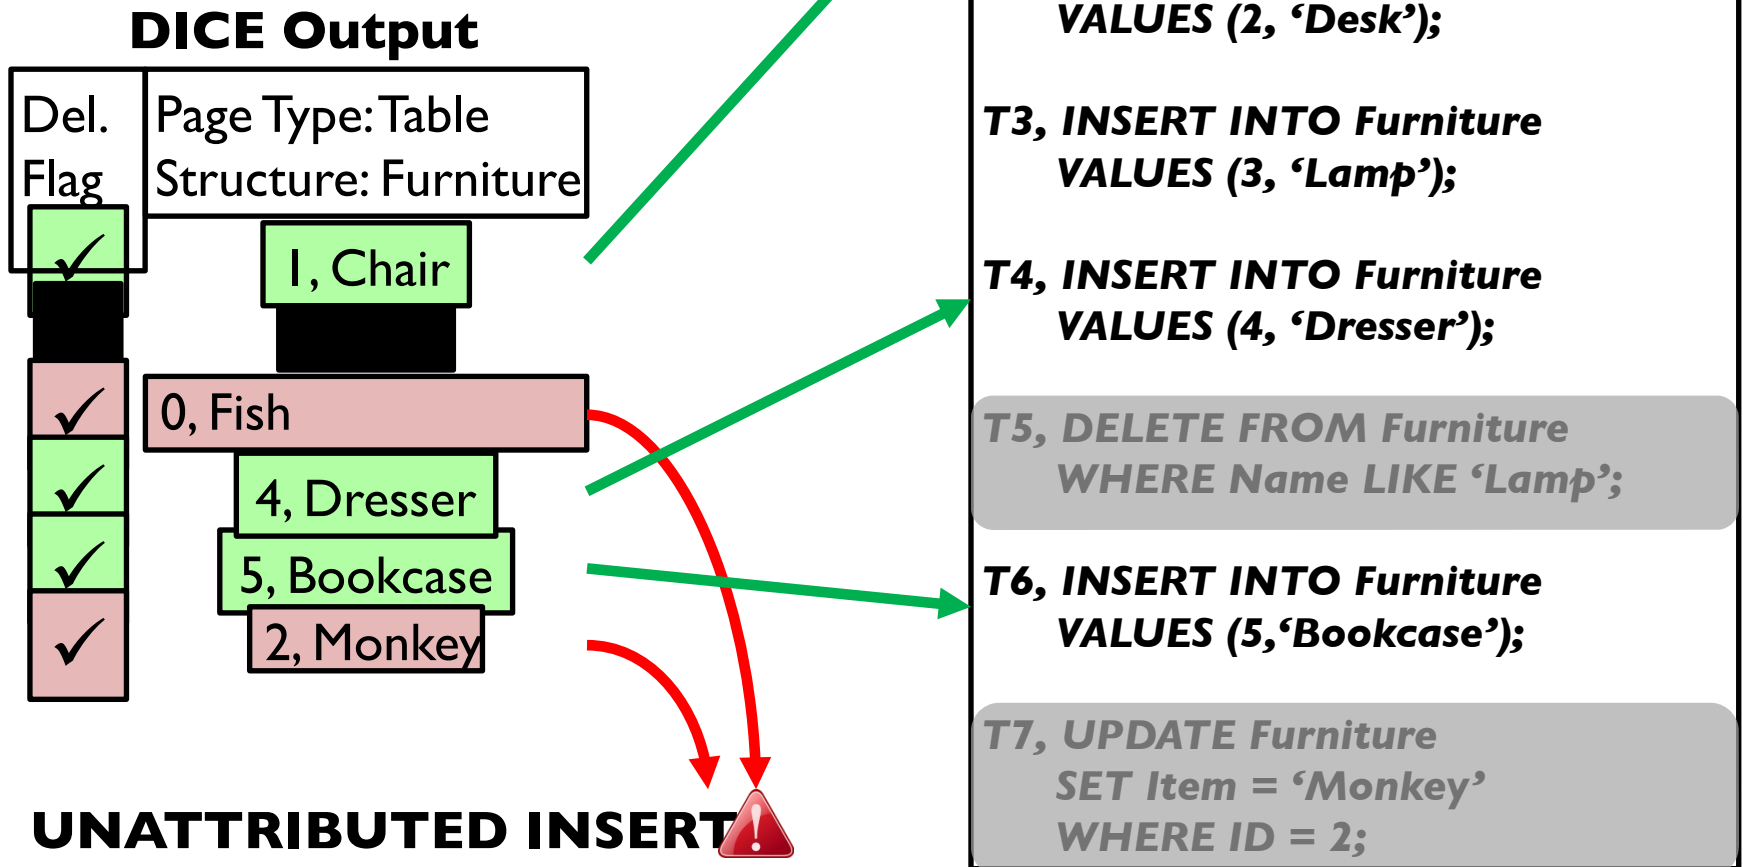 DICE Output
Del.
Flag
Page Type: Table
Structure: Furniture
✓
1, Chair
✓
0, Fish
✓
4, Dresser
✓
5, Bookcase
✓
2, Monkey
UNATTRIBUTED INSERT
VALUES (2, ‘Desk’);
T3, INSERT INTO Furniture
VALUES (3, ‘Lamp’);
T4, INSERT INTO Furniture
VALUES (4, ‘Dresser’);
T5, DELETE FROM Furniture
WHERE Name LIKE ‘Lamp’;
T6, INSERT INTO Furniture
VALUES (5,‘Bookcase’);
T7, UPDATE Furniture
SET Item = ‘Monkey’
WHERE ID = 2;